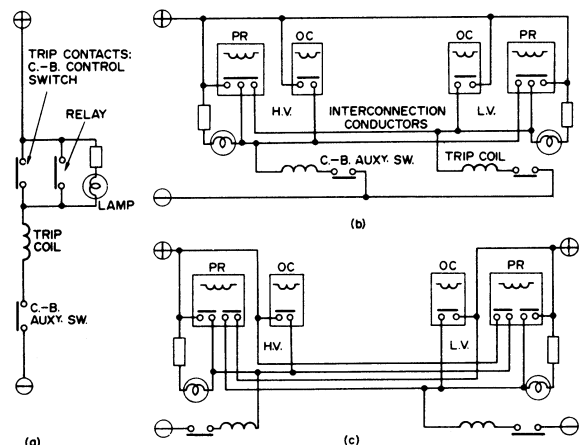 TRIP CONTACTS:
C.-B. CONTROL
SWITCH
RELAY
LAMP
TRIP
COIL
C.-B.
AUXY. SW.
(a)
PR
OC
OC
PR
H.V.
INTERCONNECTION
CONDUCTORS
L.V.
C.-B. AUXY. SW.
TRIP COIL
(b)
PR
OC
OC
PR
H.V.
L.V.
(c)